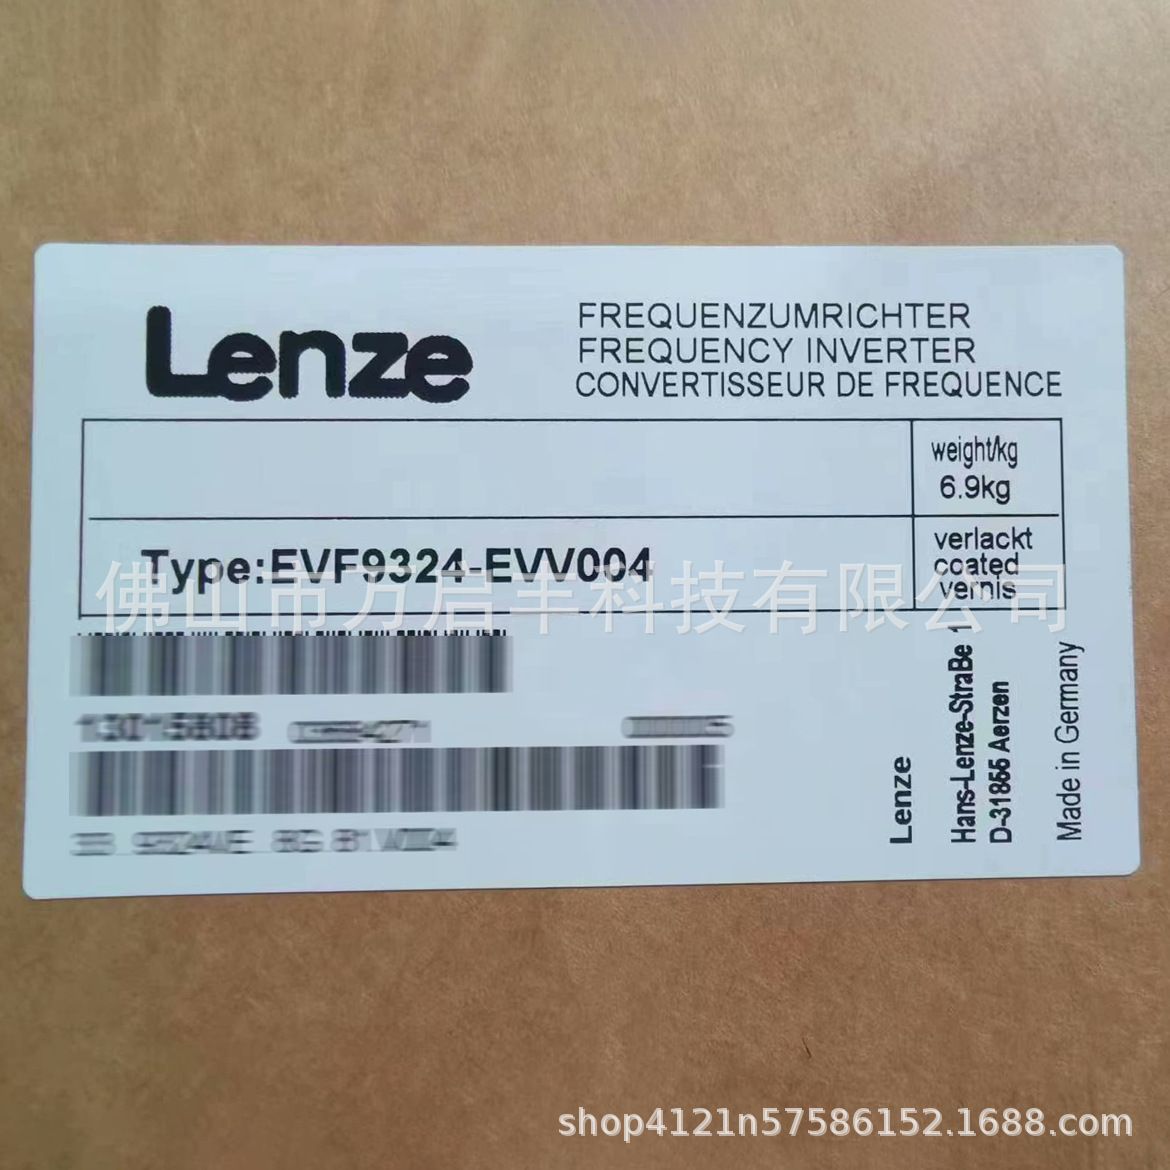 Lenze
FREQUENZUMRICHTER
FREQUENCY INVERTER
CONVERTISSEUR DE FREQUENCE
weight/kg
6.9kg
Type:EVF9324-EVV004
verlackt
coated
vernis
佛山市万启丰科技有限公司
Lenze
Hans-Lenze-StraBe 1
D-31855 Aerzen
Made in Germany
shop4121n57586152.1688.com